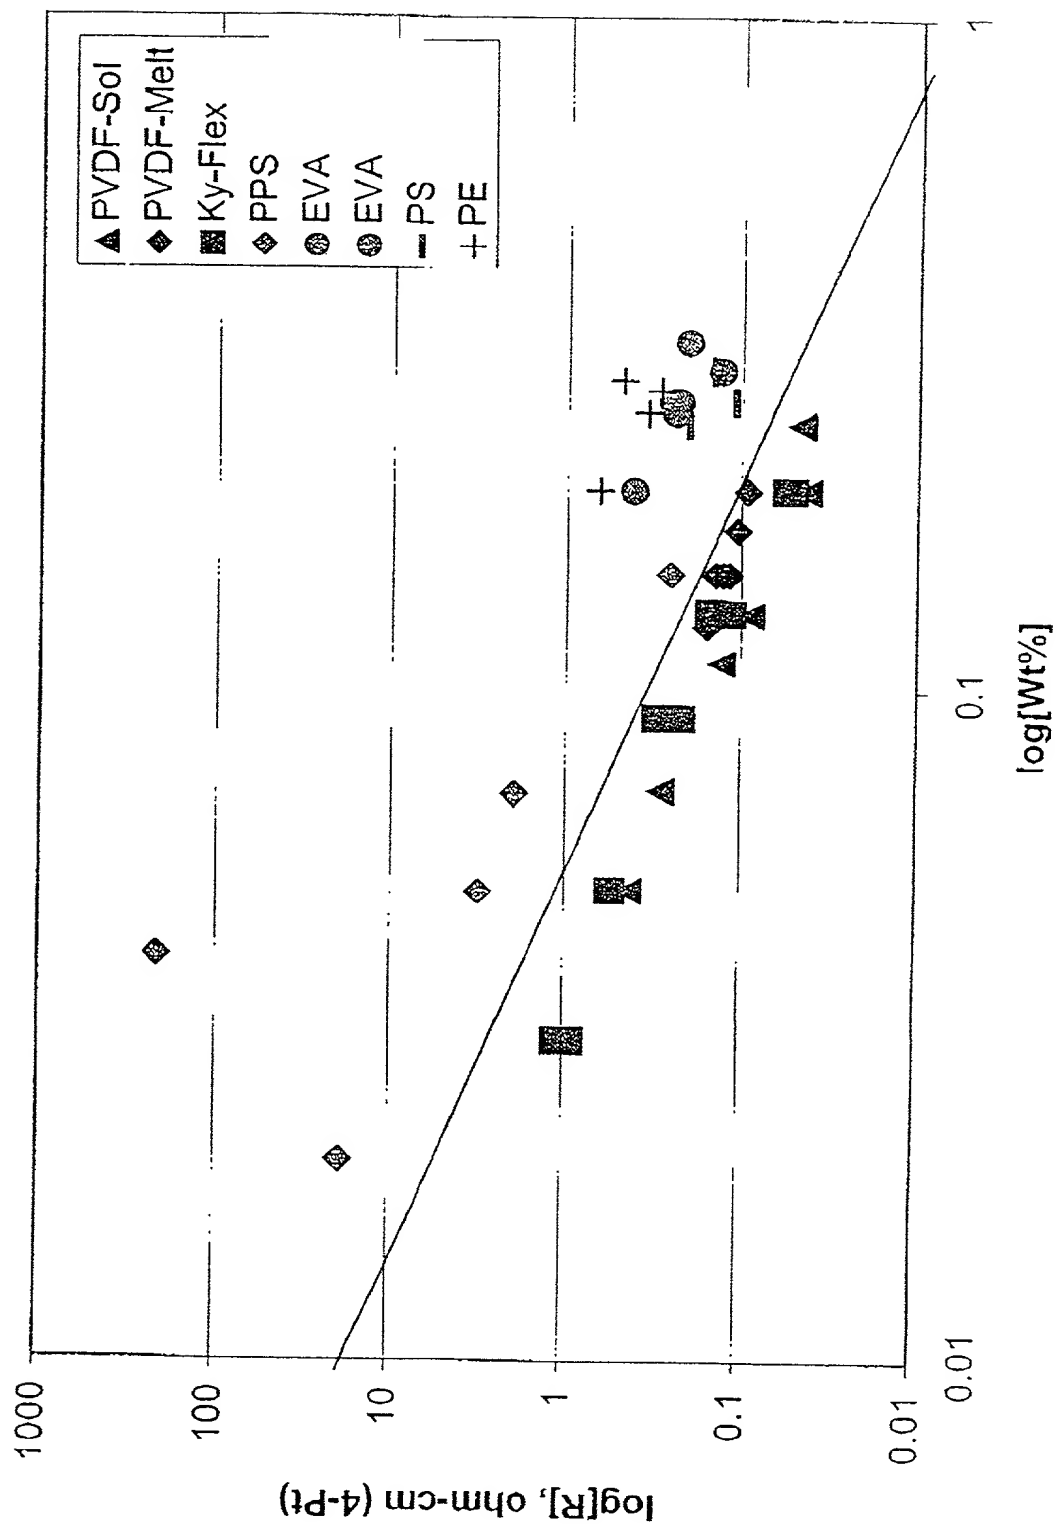 log[R], ohm-cm (4-Pt)
1000
100
10
1
0.1
0.01
0.01
0.1
1
log[Wt%]
PVDF-Sol
PVDF-Melt
Ky-Flex
PPS
EVA
EVA
PS
PE